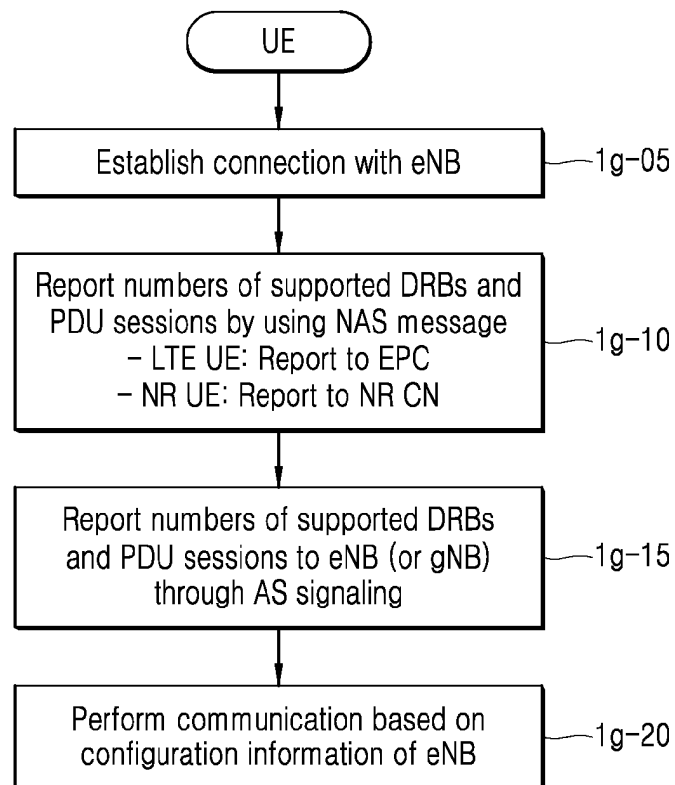 UE
Establish connection with eNB
1g-05
Report numbers of supported DRBs and
PDU sessions by using NAS message
- LTE UE: Report to EPC
- NR UE: Report to NR CN
1g-10
Report numbers of supported DRBs
and PDU sessions to eNB (or gNB)
through AS signaling
1g-15
Perform communication based on
configuration information of eNB
1g-20